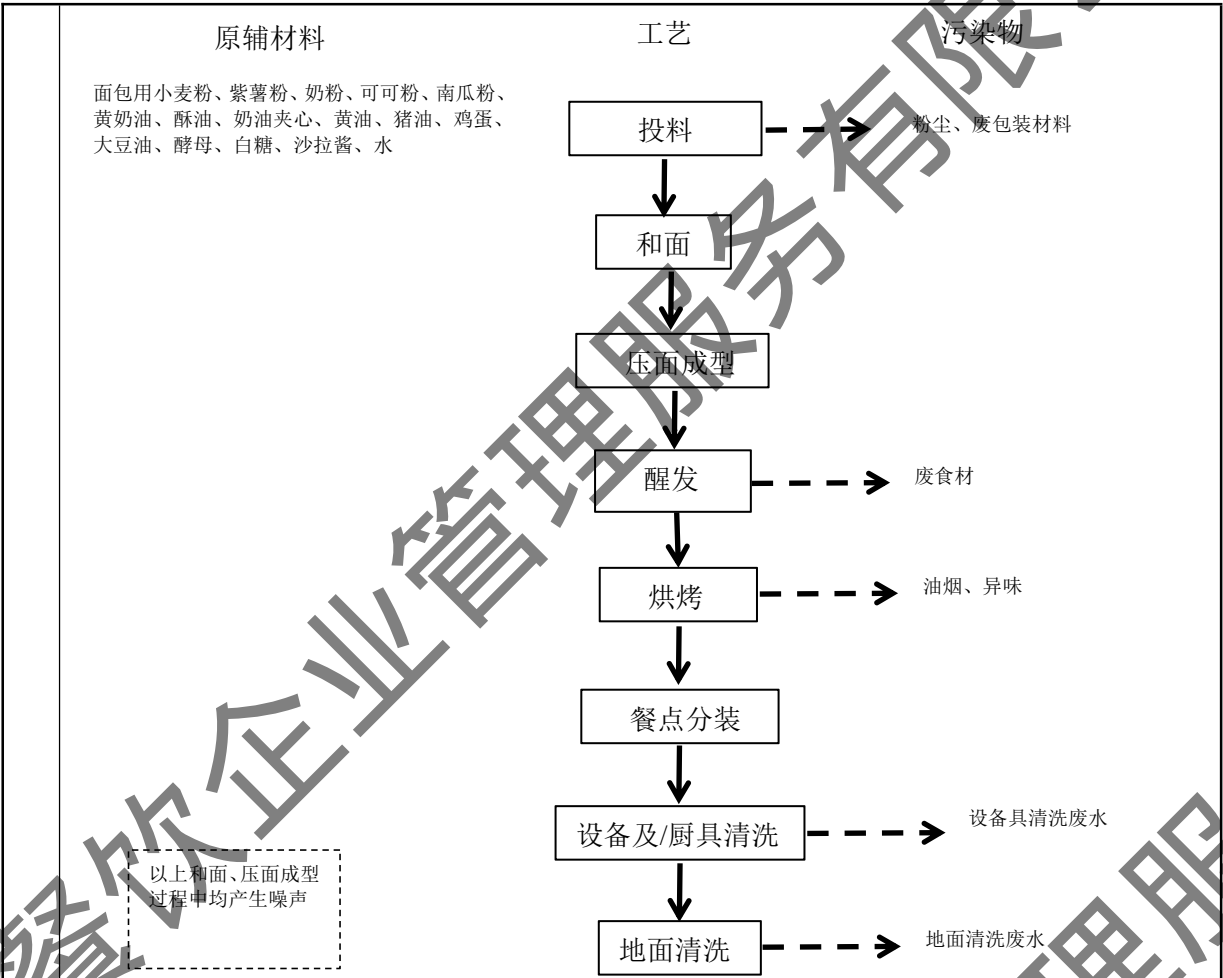 原辅材料
工艺
污染物
面包用小麦粉、紫薯粉、奶粉、可可粉、南瓜粉、
黄奶油、酥油、奶油夹心、黄油、猪油、鸡蛋、
大豆油、酵母、白糖、沙拉酱、水
投料
粉尘、废包装材料
和面
压面成型
醒发
废食材
烘烤
油烟、异味
餐点分装
设备及/厨具清洗
设备具清洗废水
以上和面、压面成型
过程中均产生噪声
地面清洗
地面清洗废水
餐饮企业管理服务有限
理服